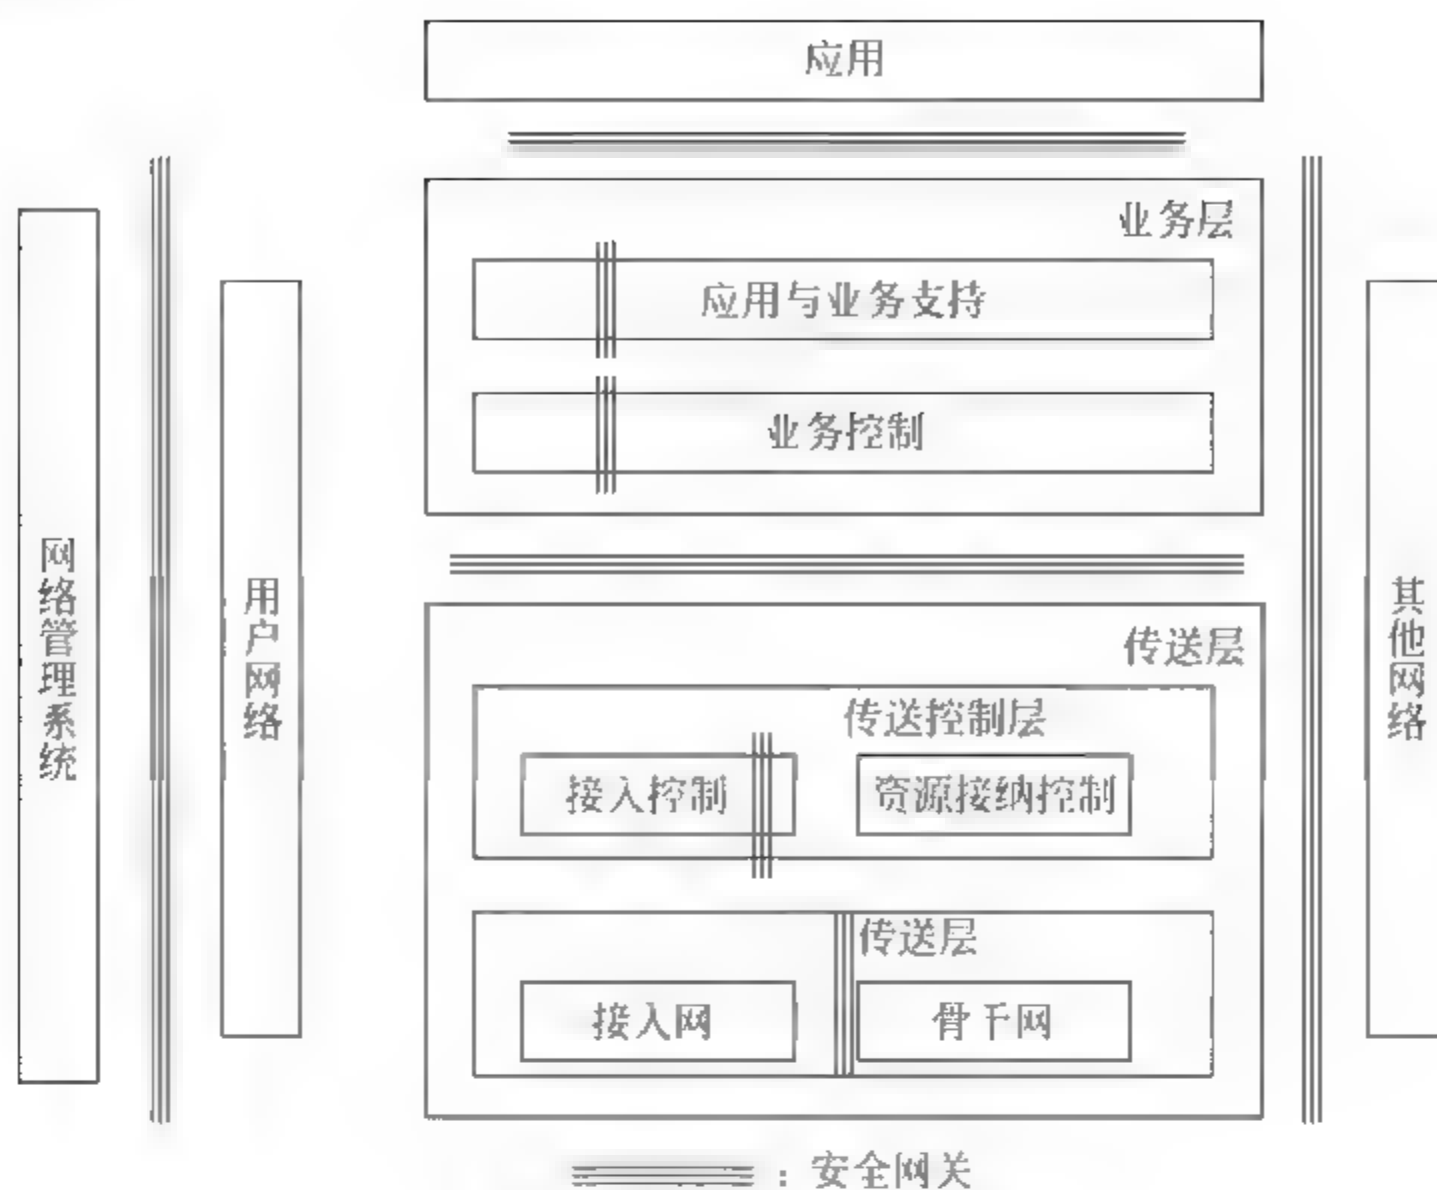 应用
业务层
应用与业务支持
业务控制
网络管理系统
用户网络
其他网络
传送层
传送控制层
接入控制
资源接纳控制
传送层
接入网
骨干网
：安全网关